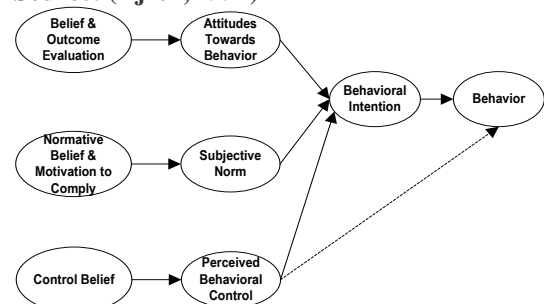 Belief &
Outcome
Evaluation
Attitudes
Towards
Behavior
Behavioral
Intention
Behavior
Normative
Belief &
Motivation to
Comply
Subjective
Norm
Control Belief
Perceived
Behavioral
Control